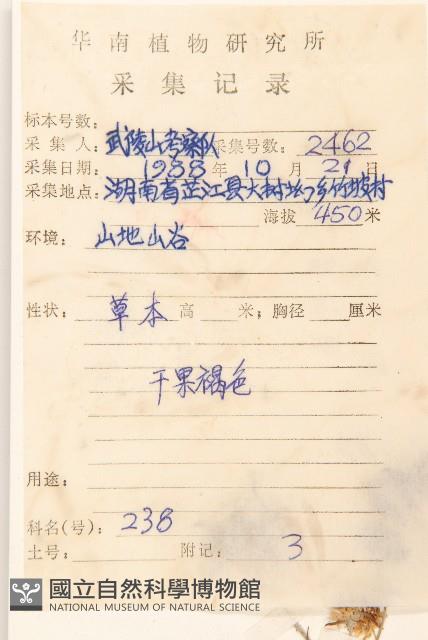 华南植物研究所
采集记录
标本号数:
采集人: 武陵山考察队 采集号数: 2462
采集日期: 1988年10月21日
采集地点: 湖南省芷江县大树坳乡竹坡村
海拔 450 米
环境: 山地山谷
性状: 草本 高 米; 胸径 厘米
干果褐色
用途:
科名(号): 238
土号: 附记: 3
國立自然科學博物館
NATIONAL MUSEUM OF NATURAL SCIENCE